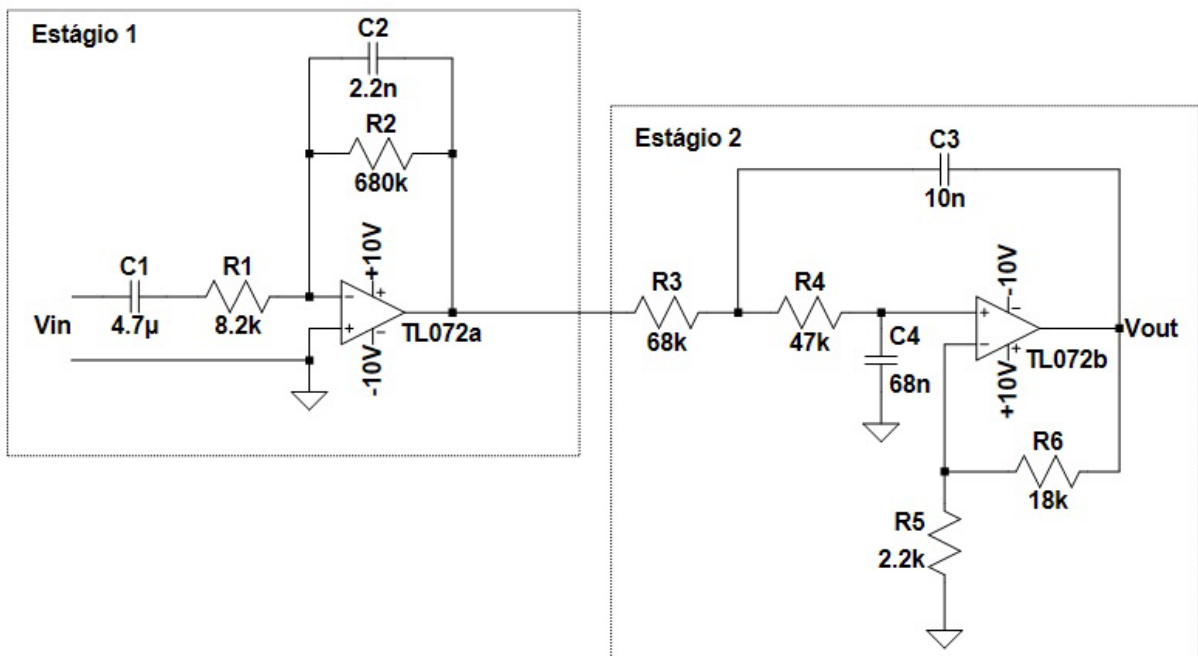 Estágio 1
C2
2.2n
R2
680k
C1
4.7µ
R1
8.2k
Vin
+10V
-10V
TL072a
- +
+ -
Estágio 2
C3
10n
R3
68k
R4
47k
C4
68n
-10V
+10V
TL072b
+ -
- +
Vout
R6
18k
R5
2.2k